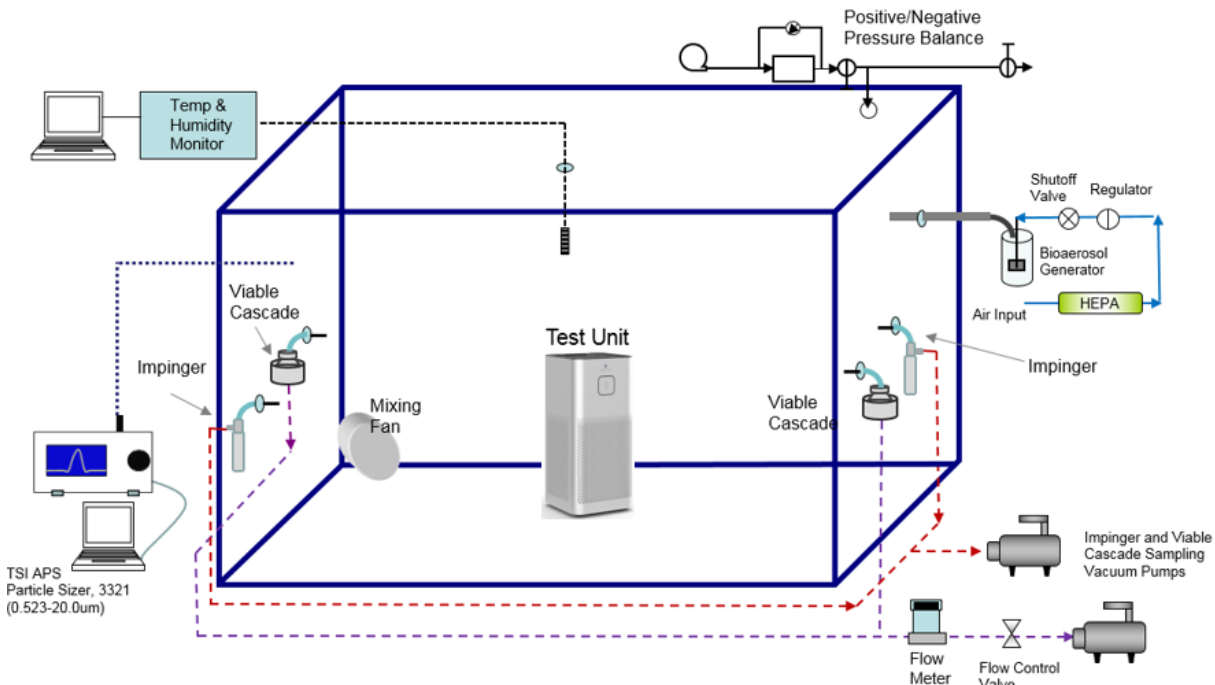 Positive/Negative
Pressure Balance
Temp &
Humidity
Monitor
Shutoff
Valve
Regulator
Bioaerosol
Generator
HEPA
Air Input
Viable
Cascade
Impinger
Test Unit
Impinger
Mixing
Fan
Viable
Cascade
TSI APS
Particle Sizer, 3321
(0.523-20.0um)
Impinger and Viable
Cascade Sampling
Vacuum Pumps
Flow
Meter
Flow Control
Valve